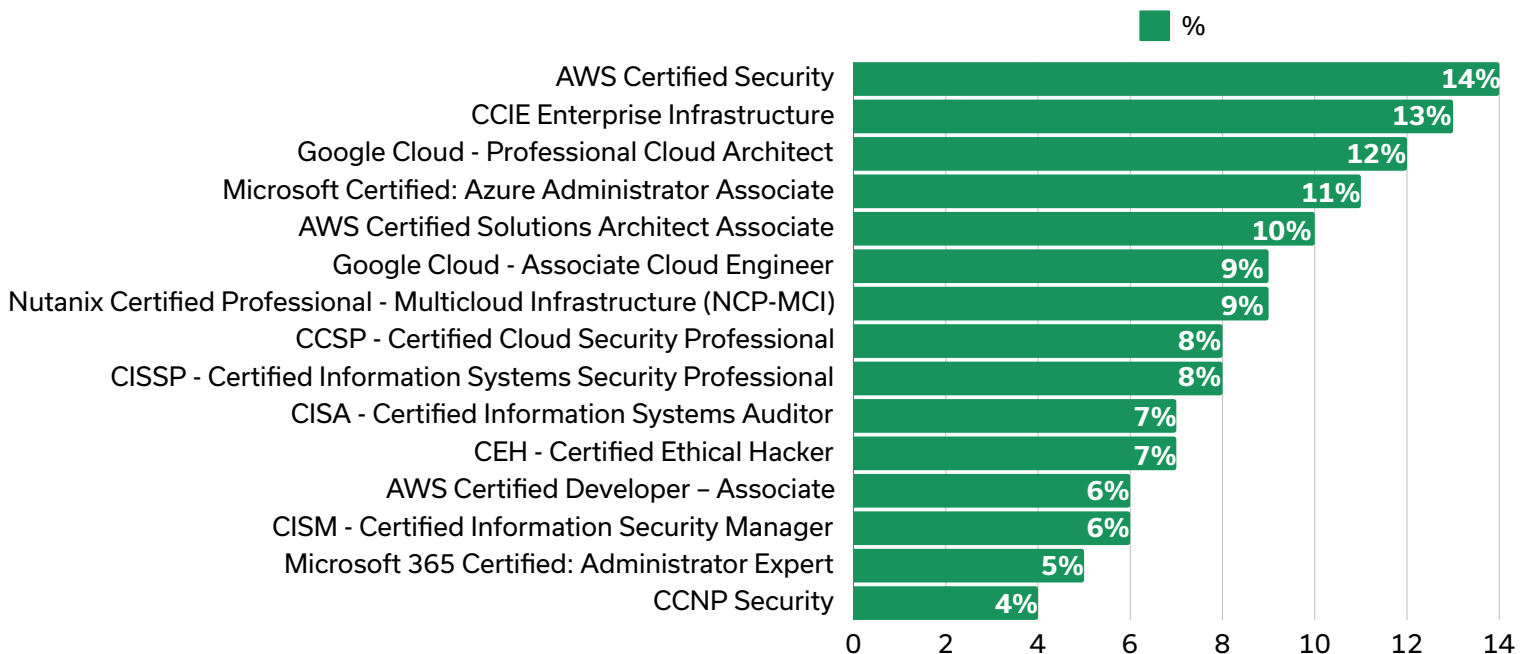 %
AWS Certified Security 14%
CCIE Enterprise Infrastructure 13%
Google Cloud - Professional Cloud Architect 12%
Microsoft Certified: Azure Administrator Associate 11%
AWS Certified Solutions Architect Associate 10%
Google Cloud - Associate Cloud Engineer 9%
Nutanix Certified Professional - Multicloud Infrastructure (NCP-MCI) 9%
CCSP - Certified Cloud Security Professional 8%
CISSP - Certified Information Systems Security Professional 8%
CISA - Certified Information Systems Auditor 7%
CEH - Certified Ethical Hacker 7%
AWS Certified Developer – Associate 6%
CISM - Certified Information Security Manager 6%
Microsoft 365 Certified: Administrator Expert 5%
CCNP Security 4%
0 2 4 6 8 10 12 14